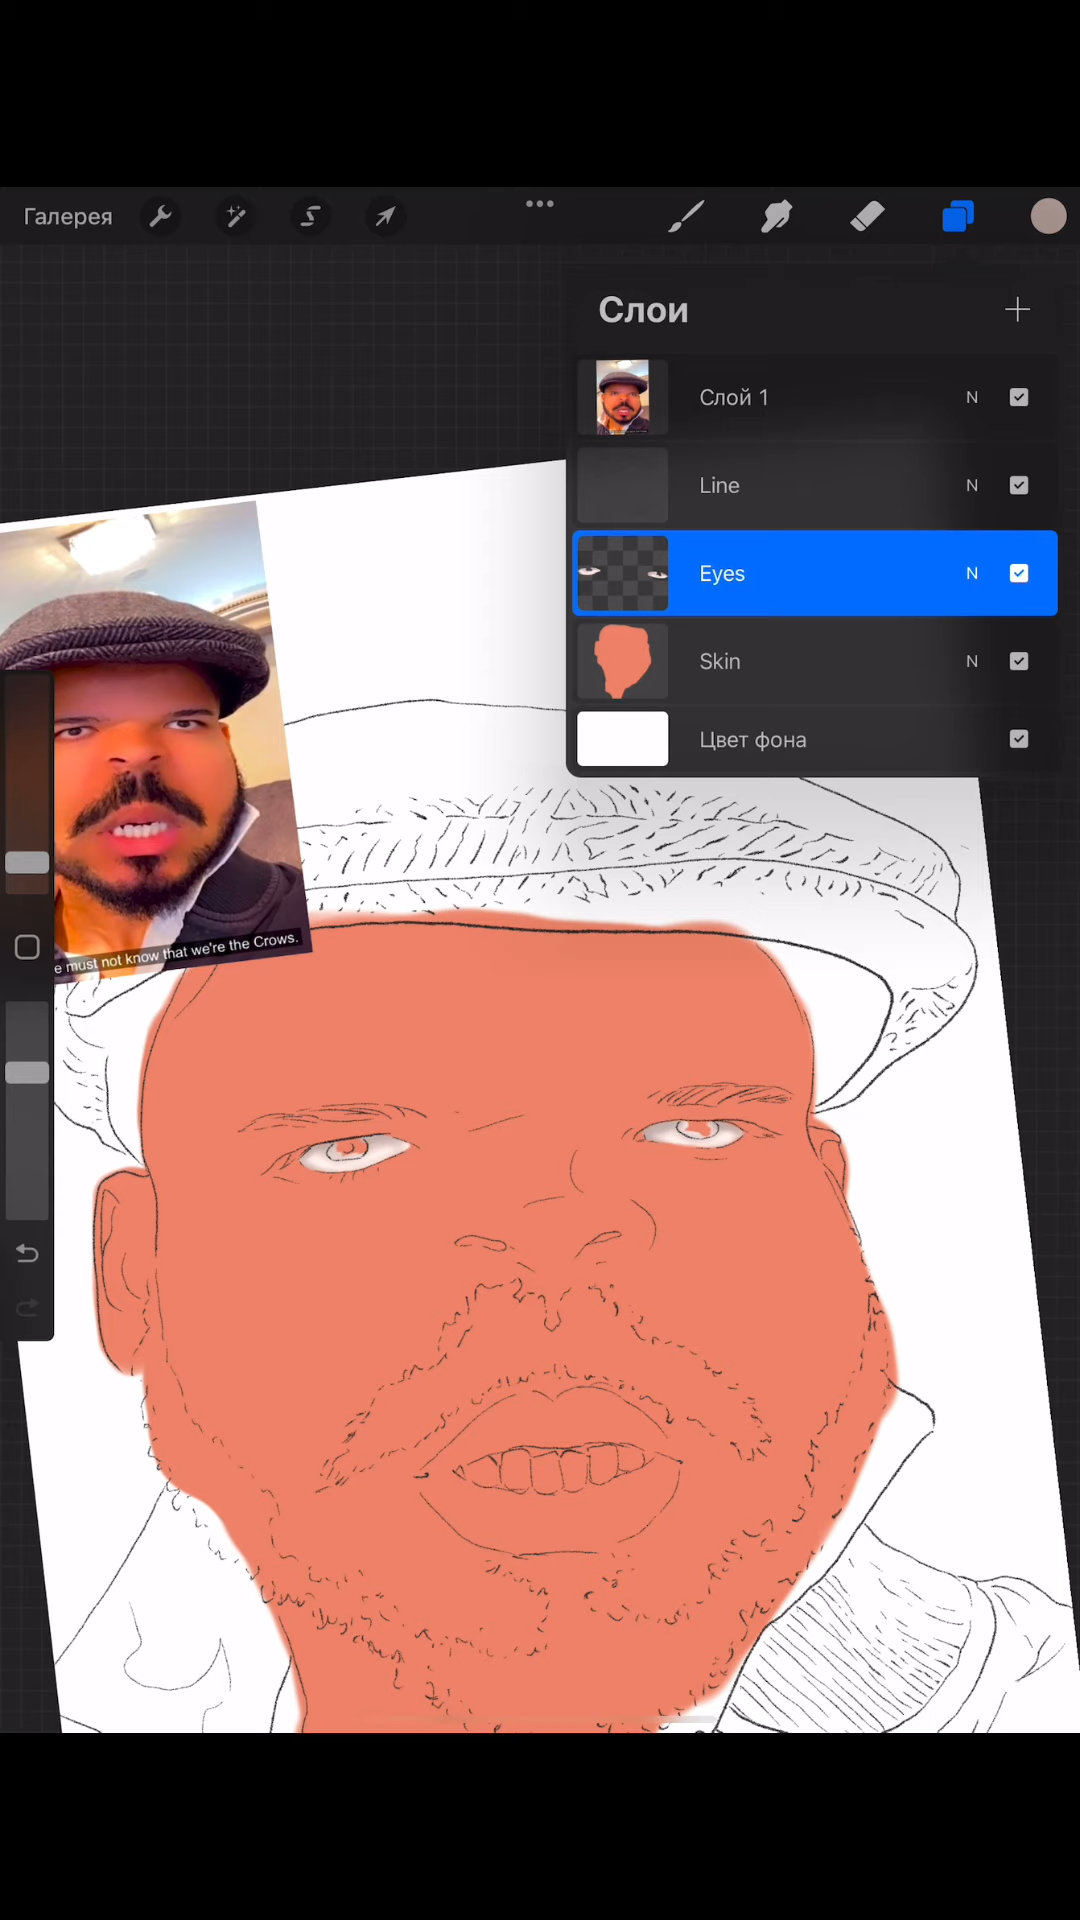 Галерея
Слои
Слой 1 N
Line N
Eyes N
Skin N
Цвет фона
must not know that we're the Crows.